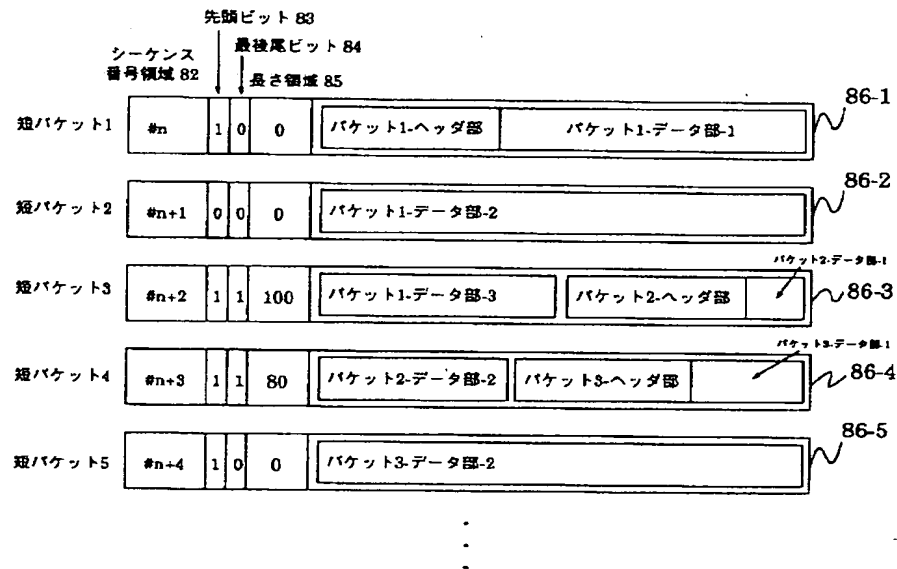 先頭ビット 83
最後尾ビット 84
シーケンス
番号領域 82
長さ領域 85
短パケット1 #n 1 0 0 パケット1-ヘッダ部 パケット1-データ部-1 86-1
短パケット2 #n+1 0 0 0 パケット1-データ部-2 86-2
パケット2-データ部-1
短パケット3 #n+2 1 1 100 パケット1-データ部-3 パケット2-ヘッダ部 86-3
パケット3-データ部-1
短パケット4 #n+3 1 1 80 パケット2-データ部-2 パケット3-ヘッダ部 86-4
短パケット5 #n+4 1 0 0 パケット3-データ部-2 86-5